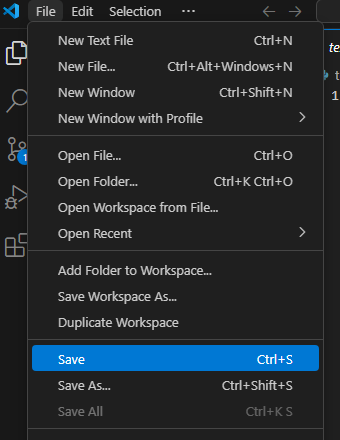 File Edit Selection ···
New Text File Ctrl+N
New File... Ctrl+Alt+Windows+N
New Window Ctrl+Shift+N
New Window with Profile
Open File... Ctrl+O
Open Folder... Ctrl+K Ctrl+O
Open Workspace from File...
Open Recent
Add Folder to Workspace...
Save Workspace As...
Duplicate Workspace
Save Ctrl+S
Save As... Ctrl+Shift+S
Save All Ctrl+K S
te
t
1
1